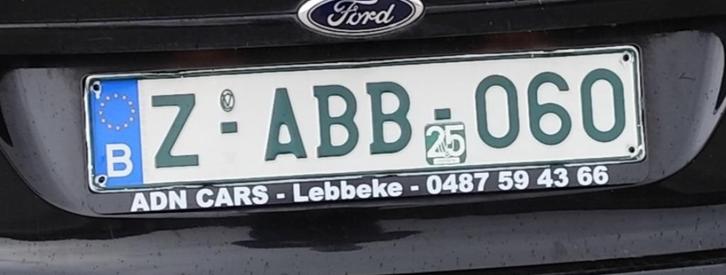 Ford
B Z-ABB-060
25
ADN CARS - Lebbeke - 0487 59 43 66